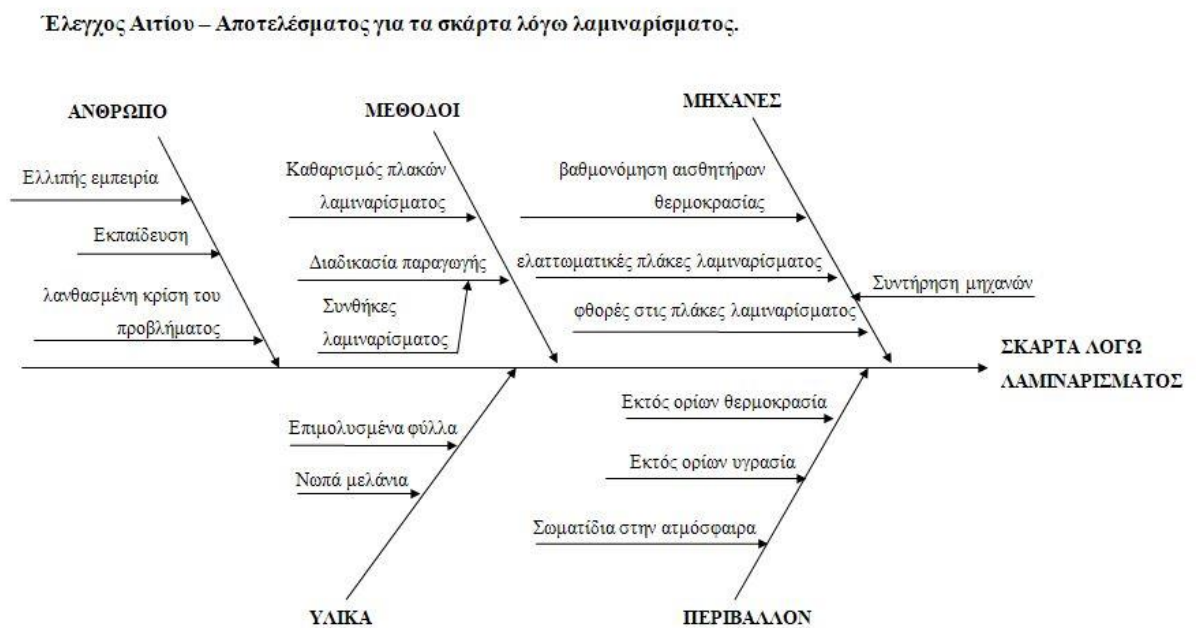 Έλεγχος Αιτίου – Αποτελέσματος για τα σκάρτα λόγω λαμιναρίσματος.
ΑΝΘΡΩΠΟ
ΜΕΘΟΔΟΙ
ΜΗΧΑΝΕΣ
Ελλιπής εμπειρία
Εκπαίδευση
λανθασμένη κρίση του
προβλήματος
Καθαρισμός πλακών
λαμιναρίσματος
Διαδικασία παραγωγής
Συνθήκες
λαμιναρίσματος
βαθμονόμηση αισθητήρων
θερμοκρασίας
ελαττωματικές πλάκες λαμιναρίσματος
Συντήρηση μηχανών
φθορές στις πλάκες λαμιναρίσματος
ΣΚΑΡΤΑ ΛΟΓΩ
ΛΑΜΙΝΑΡΙΣΜΑΤΟΣ
Επιμολυσμένα φύλλα
Νωπά μελάνια
Εκτός ορίων θερμοκρασία
Εκτός ορίων υγρασία
Σωματίδια στην ατμόσφαιρα
ΥΛΙΚΑ
ΠΕΡΙΒΑΛΛΟΝ